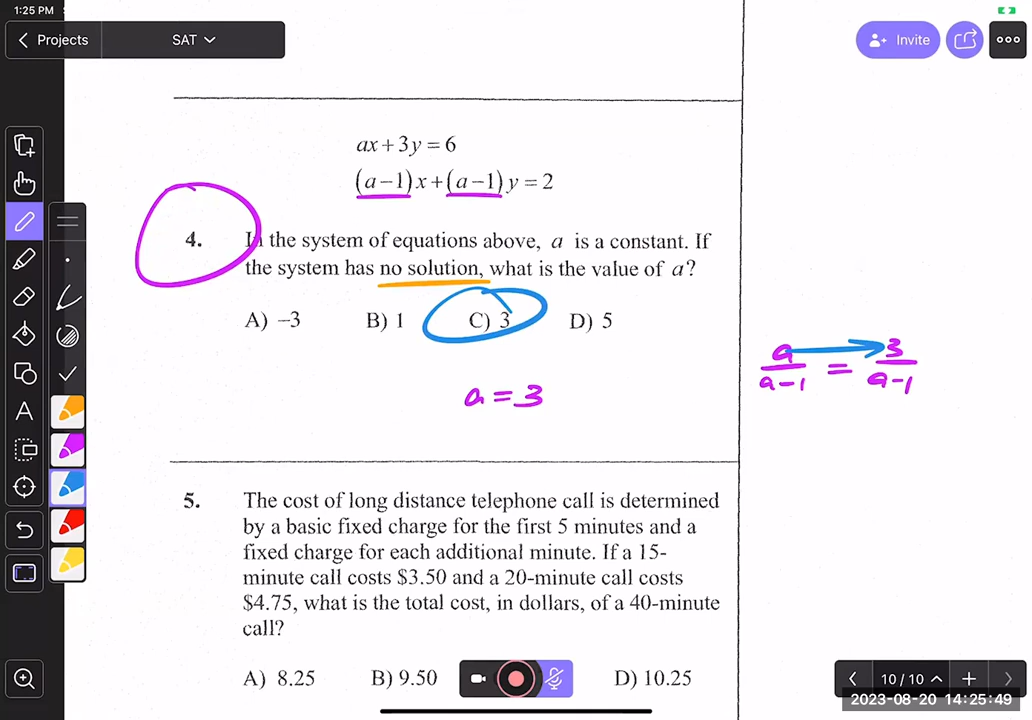 1:25 PM
Projects
SAT
Invite
ax + 3y = 6
(a−1)x + (a−1)y = 2
4. In the system of equations above, a is a constant. If
the system has no solution, what is the value of a?
A) −3 B) 1 C) 3 D) 5
a/a-1 = 3/a-1
a = 3
5. The cost of long distance telephone call is determined
by a basic fixed charge for the first 5 minutes and a
fixed charge for each additional minute. If a 15-
minute call costs $3.50 and a 20-minute call costs
$4.75, what is the total cost, in dollars, of a 40-minute
call?
A) 8.25 B) 9.50 D) 10.25
A
10 / 10
2023-08-20 14:25:49